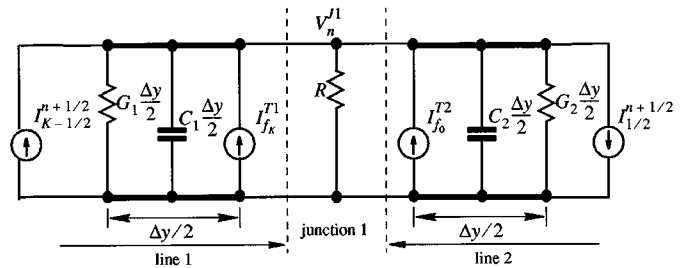 V_n^{J1}
I_{K-1/2}^{n+1/2}
G_1 Δy/2
C_1 Δy/2
I_{f_K}^{T1}
R
I_{f_0}^{T2}
C_2 Δy/2
G_2 Δy/2
I_{1/2}^{n+1/2}
Δy/2
junction 1
Δy/2
line 1
line 2